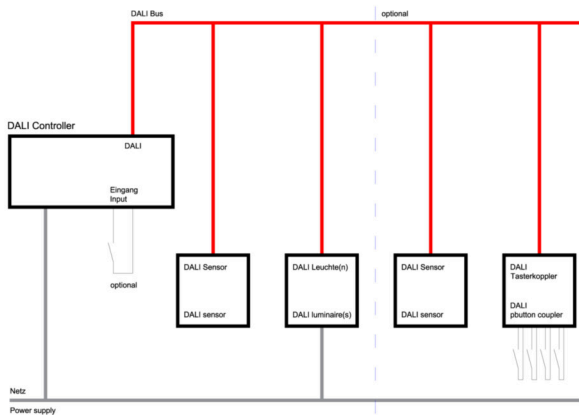 DALI Bus
optional
DALI Controller
DALI
Eingang
Input
optional
DALI Sensor
DALI sensor
DALI Leuchte(n)
DALI luminaire(s)
DALI Sensor
DALI sensor
DALI
Tasterkoppler
DALI
pbutton coupler
Netz
Power supply